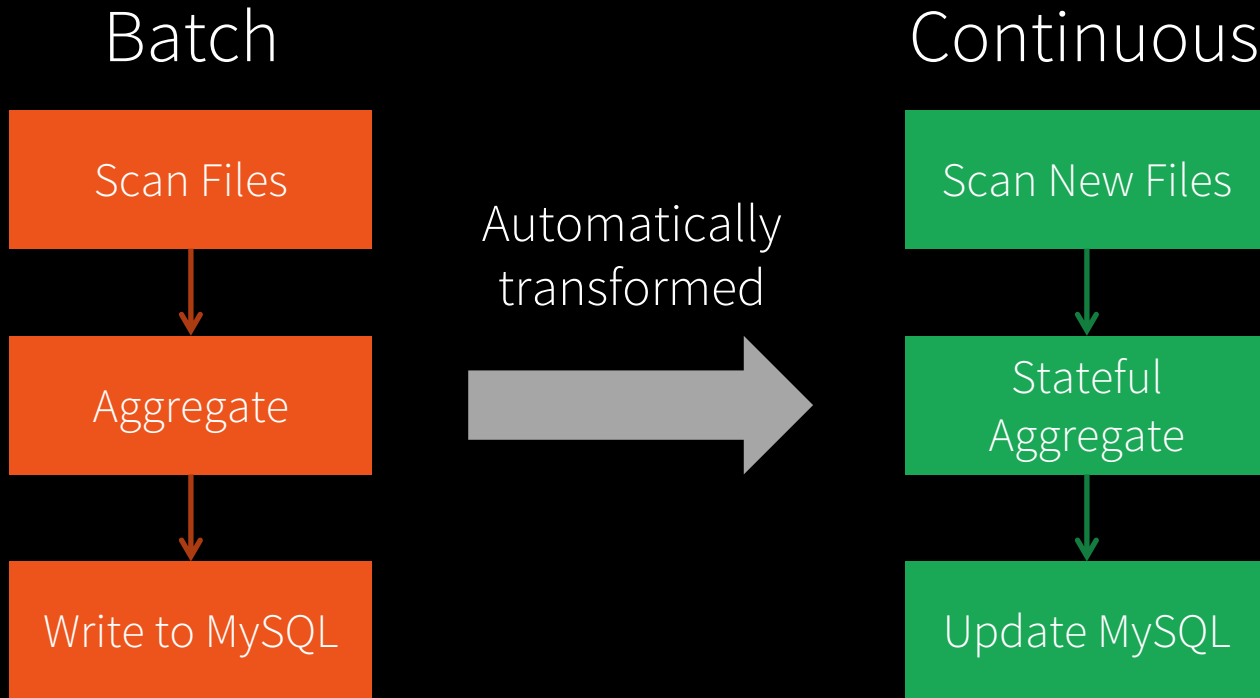 Batch
Continuous
Scan Files
Scan New Files
Automatically
transformed
Aggregate
Stateful
Aggregate
Write to MySQL
Update MySQL